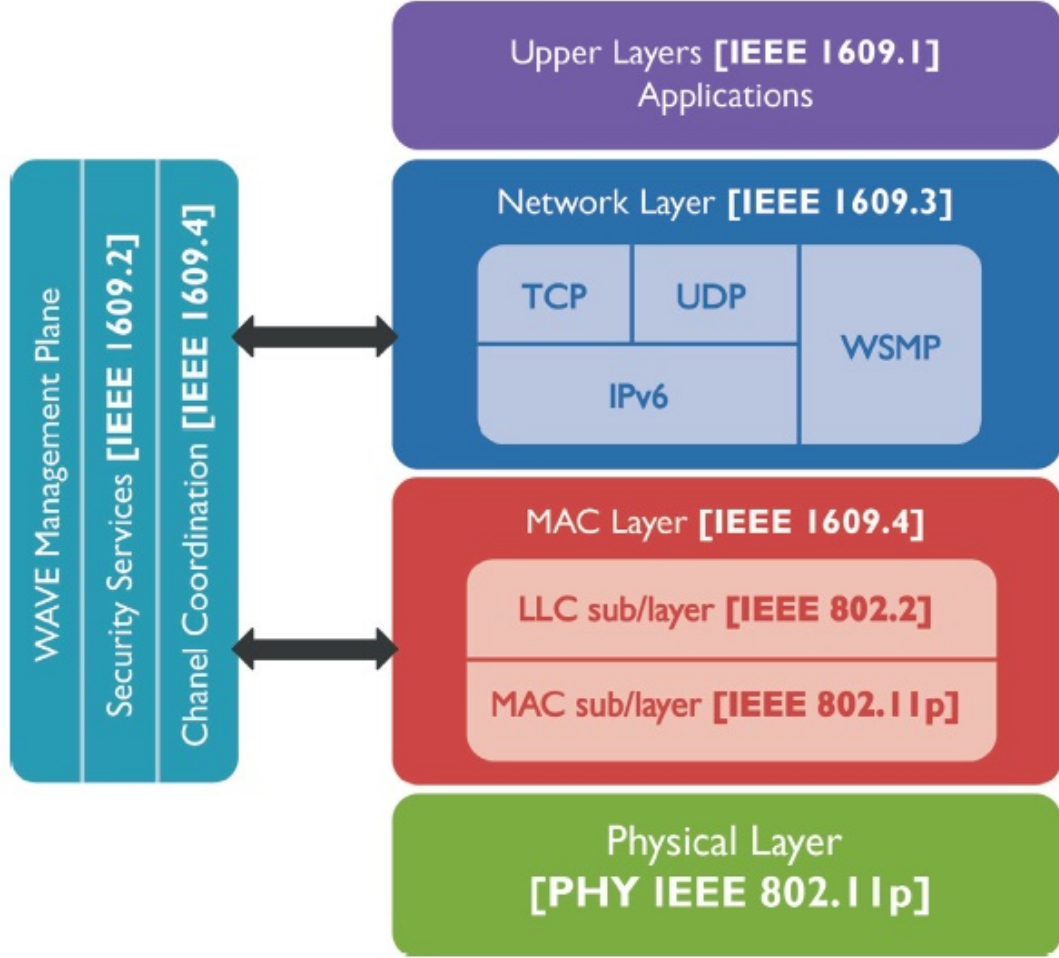 Upper Layers [IEEE 1609.1]
Applications
WAVE Management Plane
Security Services [IEEE 1609.2]
Chanel Coordination [IEEE 1609.4]
Network Layer [IEEE 1609.3]
TCP
UDP
WSMP
IPv6
MAC Layer [IEEE 1609.4]
LLC sub/layer [IEEE 802.2]
MAC sub/layer [IEEE 802.11p]
Physical Layer
[PHY IEEE 802.11p]